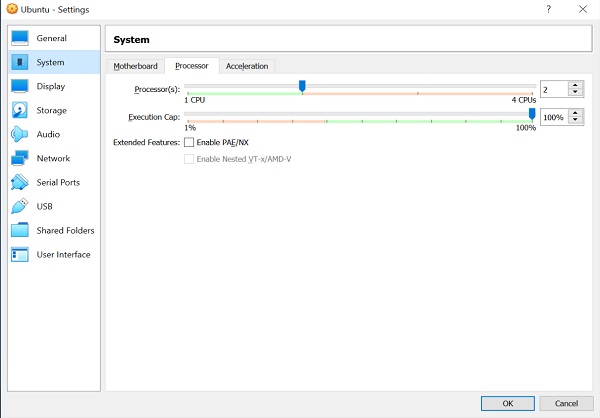 Ubuntu - Settings
?
General
System
Display
Storage
Audio
Network
Serial Ports
USB
Shared Folders
User Interface
System
Motherboard Processor Acceleration
Processor(s): 2
1 CPU 4 CPUs
Execution Cap: 100%
1% 100%
Extended Features: Enable PAE/NX
Enable Nested VT-x/AMD-V
OK Cancel